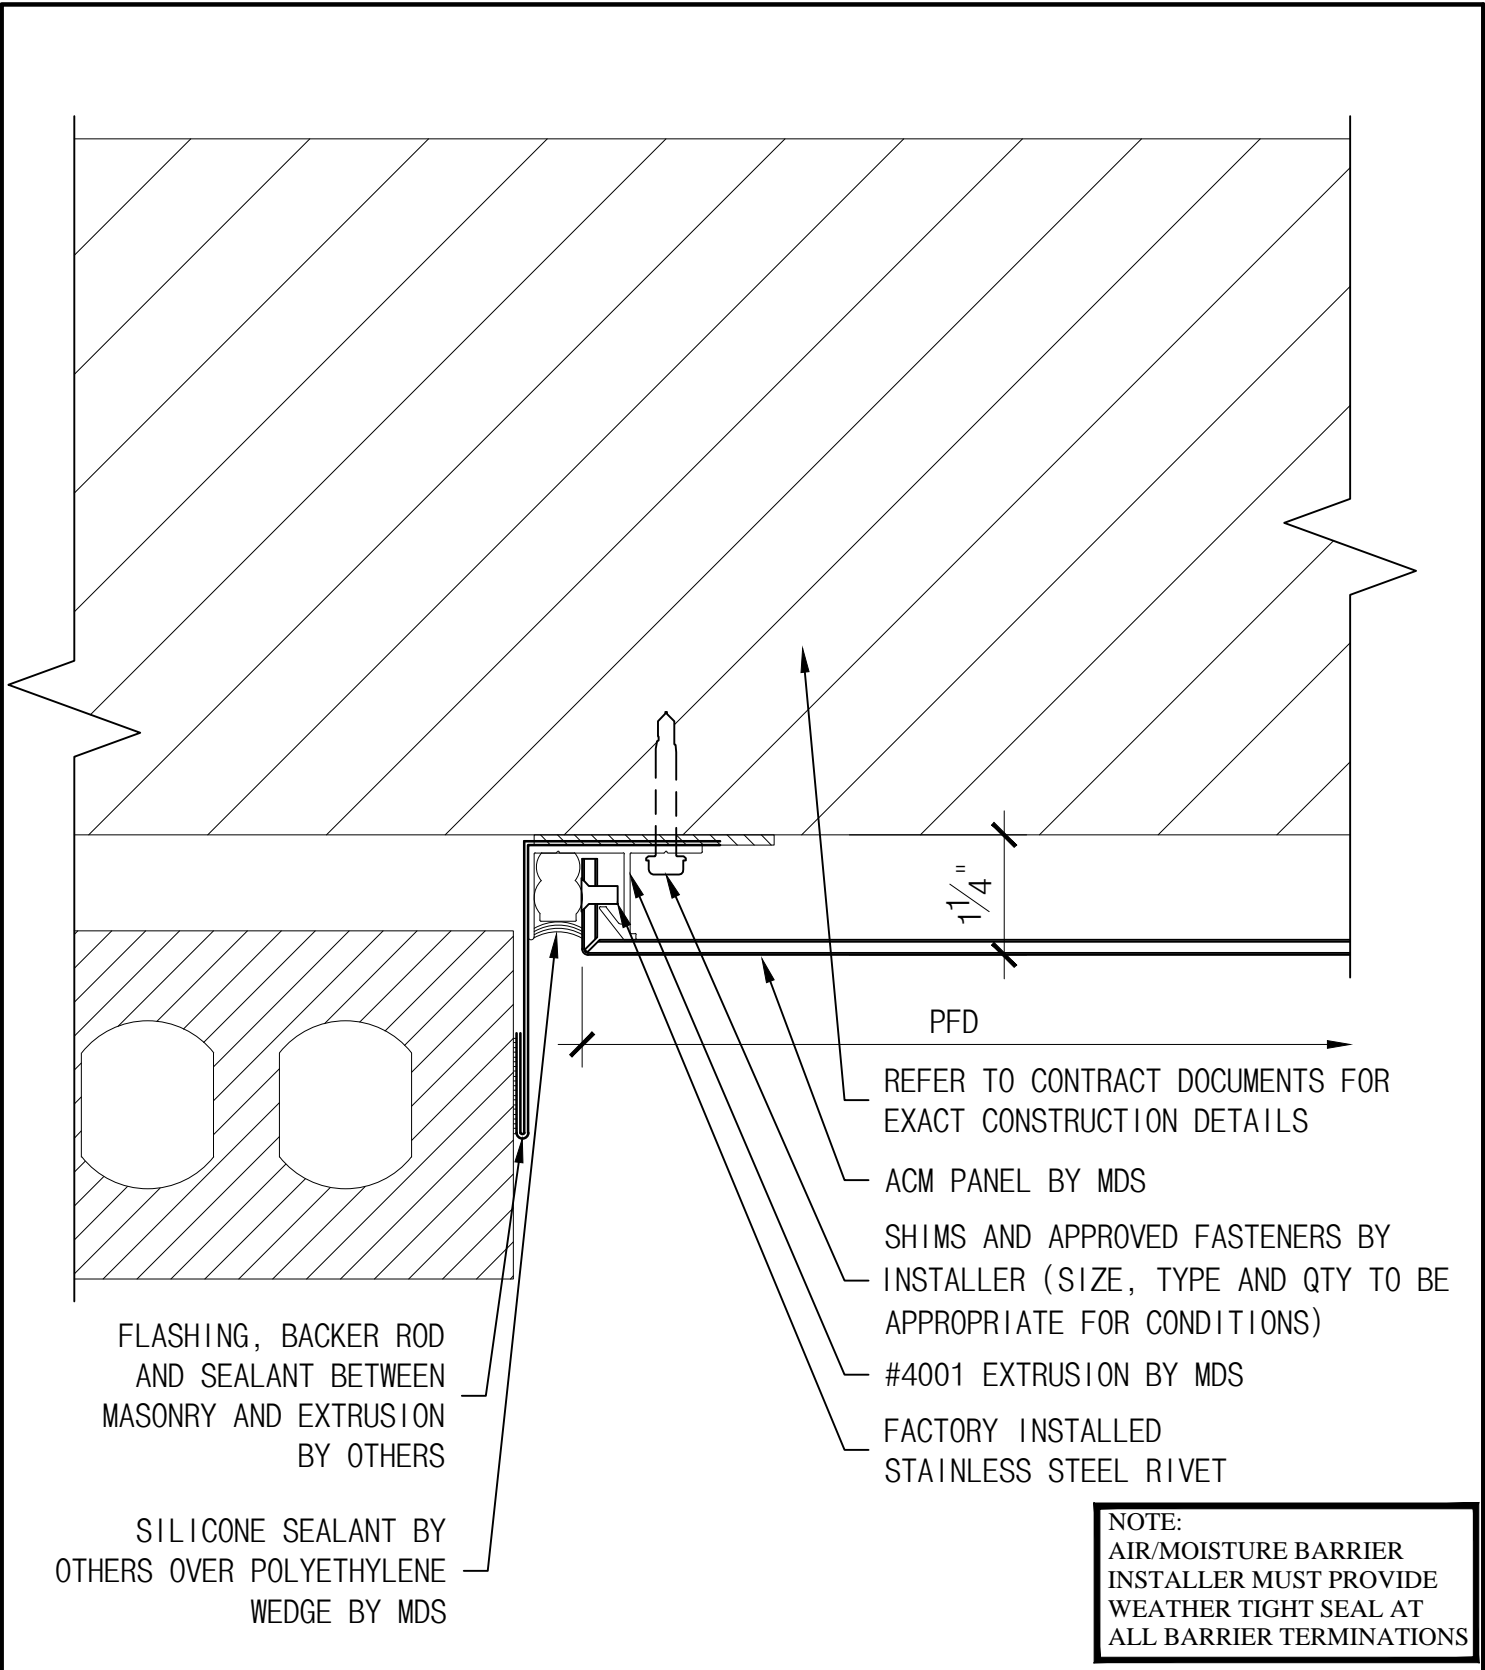 1 1/4"
PFD
REFER TO CONTRACT DOCUMENTS FOR
EXACT CONSTRUCTION DETAILS
ACM PANEL BY MDS
SHIMS AND APPROVED FASTENERS BY
INSTALLER (SIZE, TYPE AND QTY TO BE
APPROPRIATE FOR CONDITIONS)
#4001 EXTRUSION BY MDS
FACTORY INSTALLED
STAINLESS STEEL RIVET
FLASHING, BACKER ROD
AND SEALANT BETWEEN
MASONRY AND EXTRUSION
BY OTHERS
SILICONE SEALANT BY
OTHERS OVER POLYETHYLENE
WEDGE BY MDS
NOTE:
AIR/MOISTURE BARRIER
INSTALLER MUST PROVIDE
WEATHER TIGHT SEAL AT
ALL BARRIER TERMINATIONS